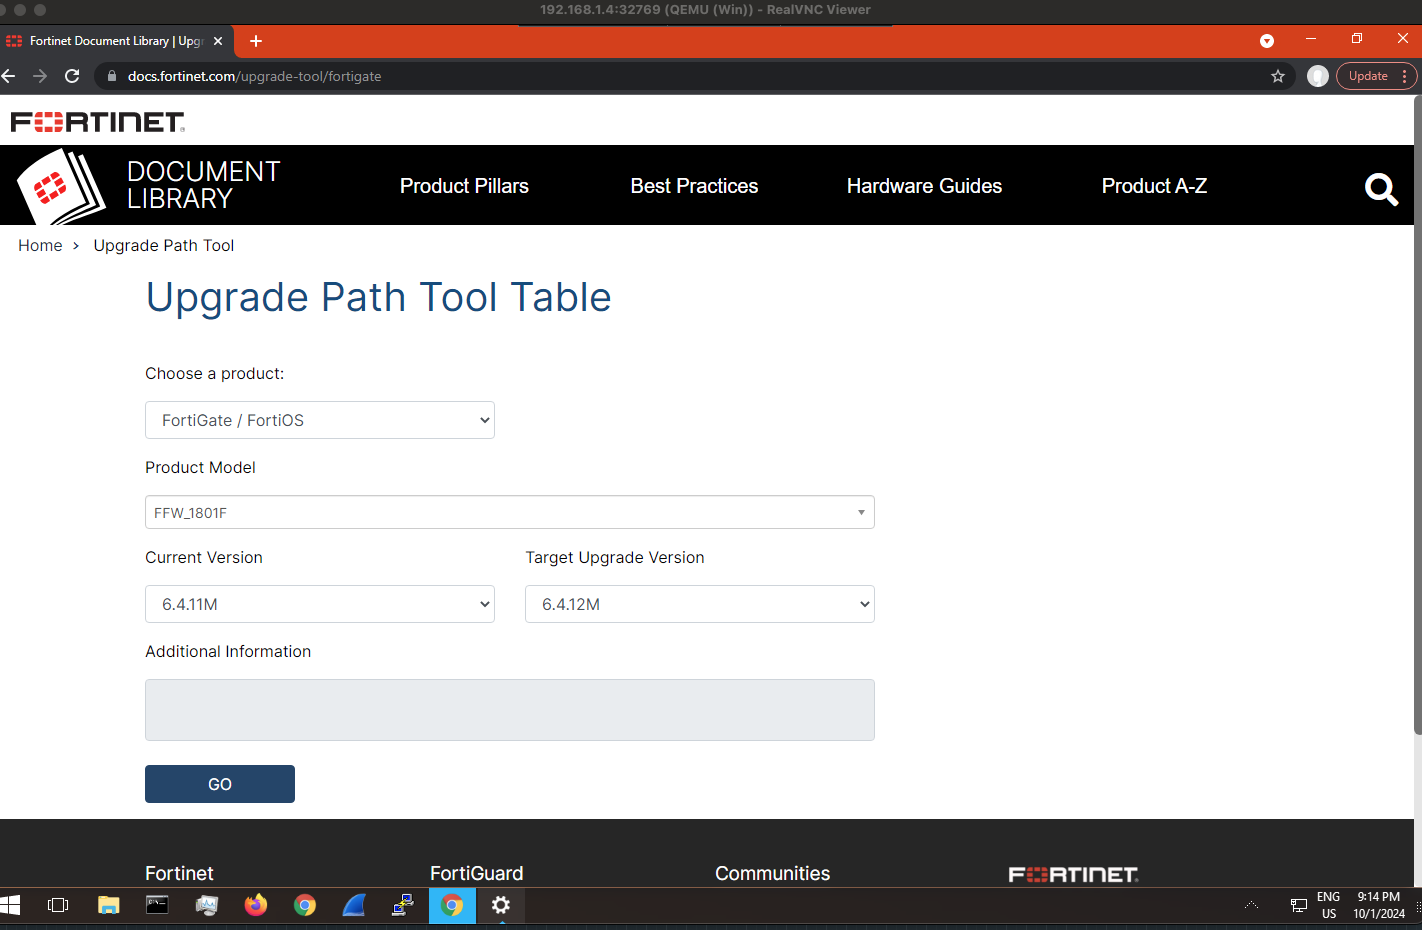 192.168.1.4:32769 (QEMU (Win)) - RealVNC Viewer
Fortinet Document Library | Upgr
docs.fortinet.com/upgrade-tool/fortigate
Update
FORTINET
DOCUMENT
LIBRARY
Product Pillars
Best Practices
Hardware Guides
Product A-Z
Home > Upgrade Path Tool
Upgrade Path Tool Table
Choose a product:
FortiGate / FortiOS
Product Model
FFW_1801F
Current Version
Target Upgrade Version
6.4.11M
6.4.12M
Additional Information
GO
Fortinet
FortiGuard
Communities
FORTINET
ENG
US
9:14 PM
10/1/2024